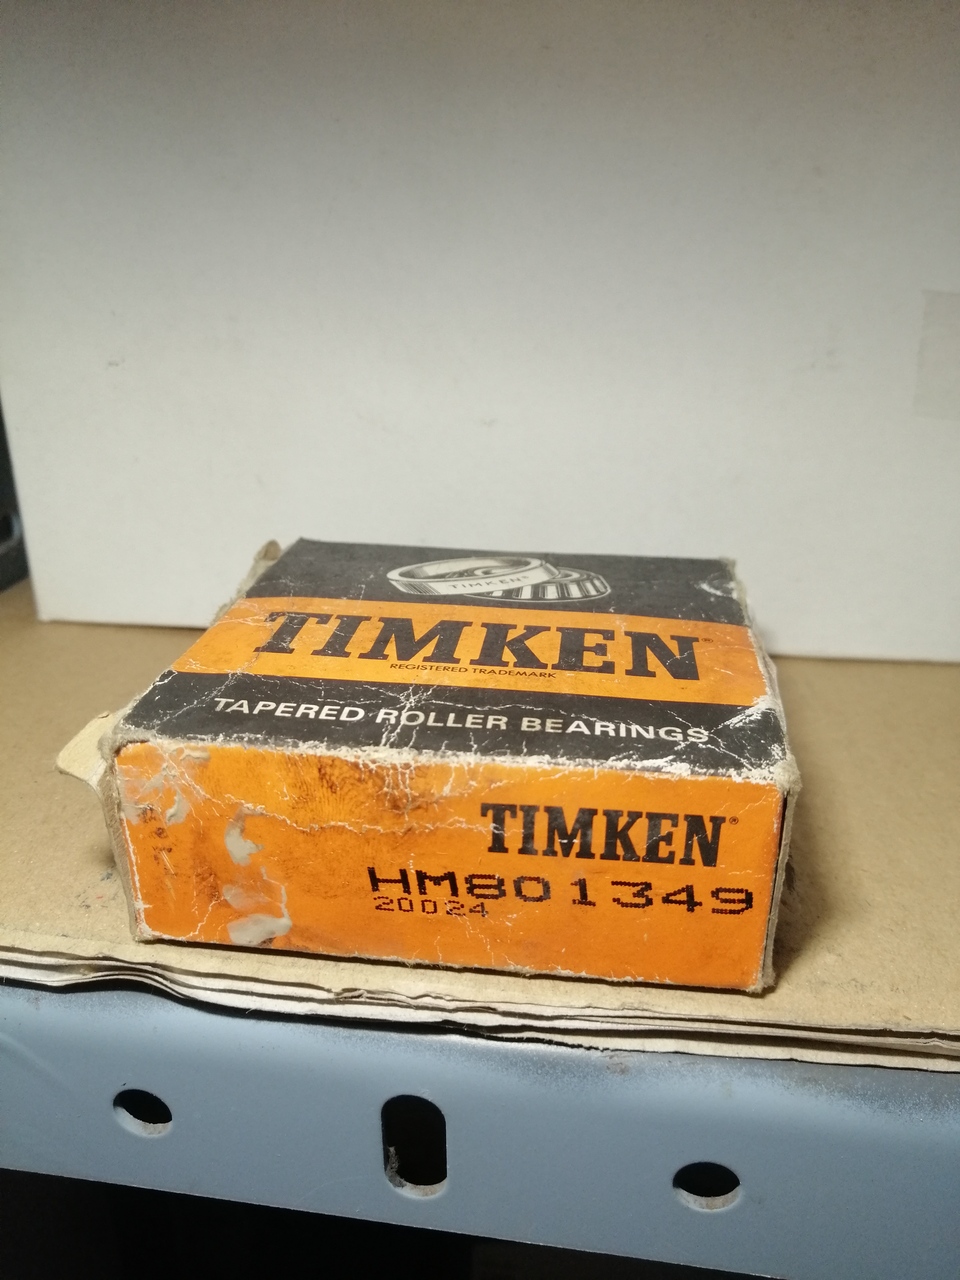 TIMKEN®
TIMKEN®
REGISTERED TRADEMARK
TAPERED ROLLER BEARINGS
TIMKEN®
HM801349
20024